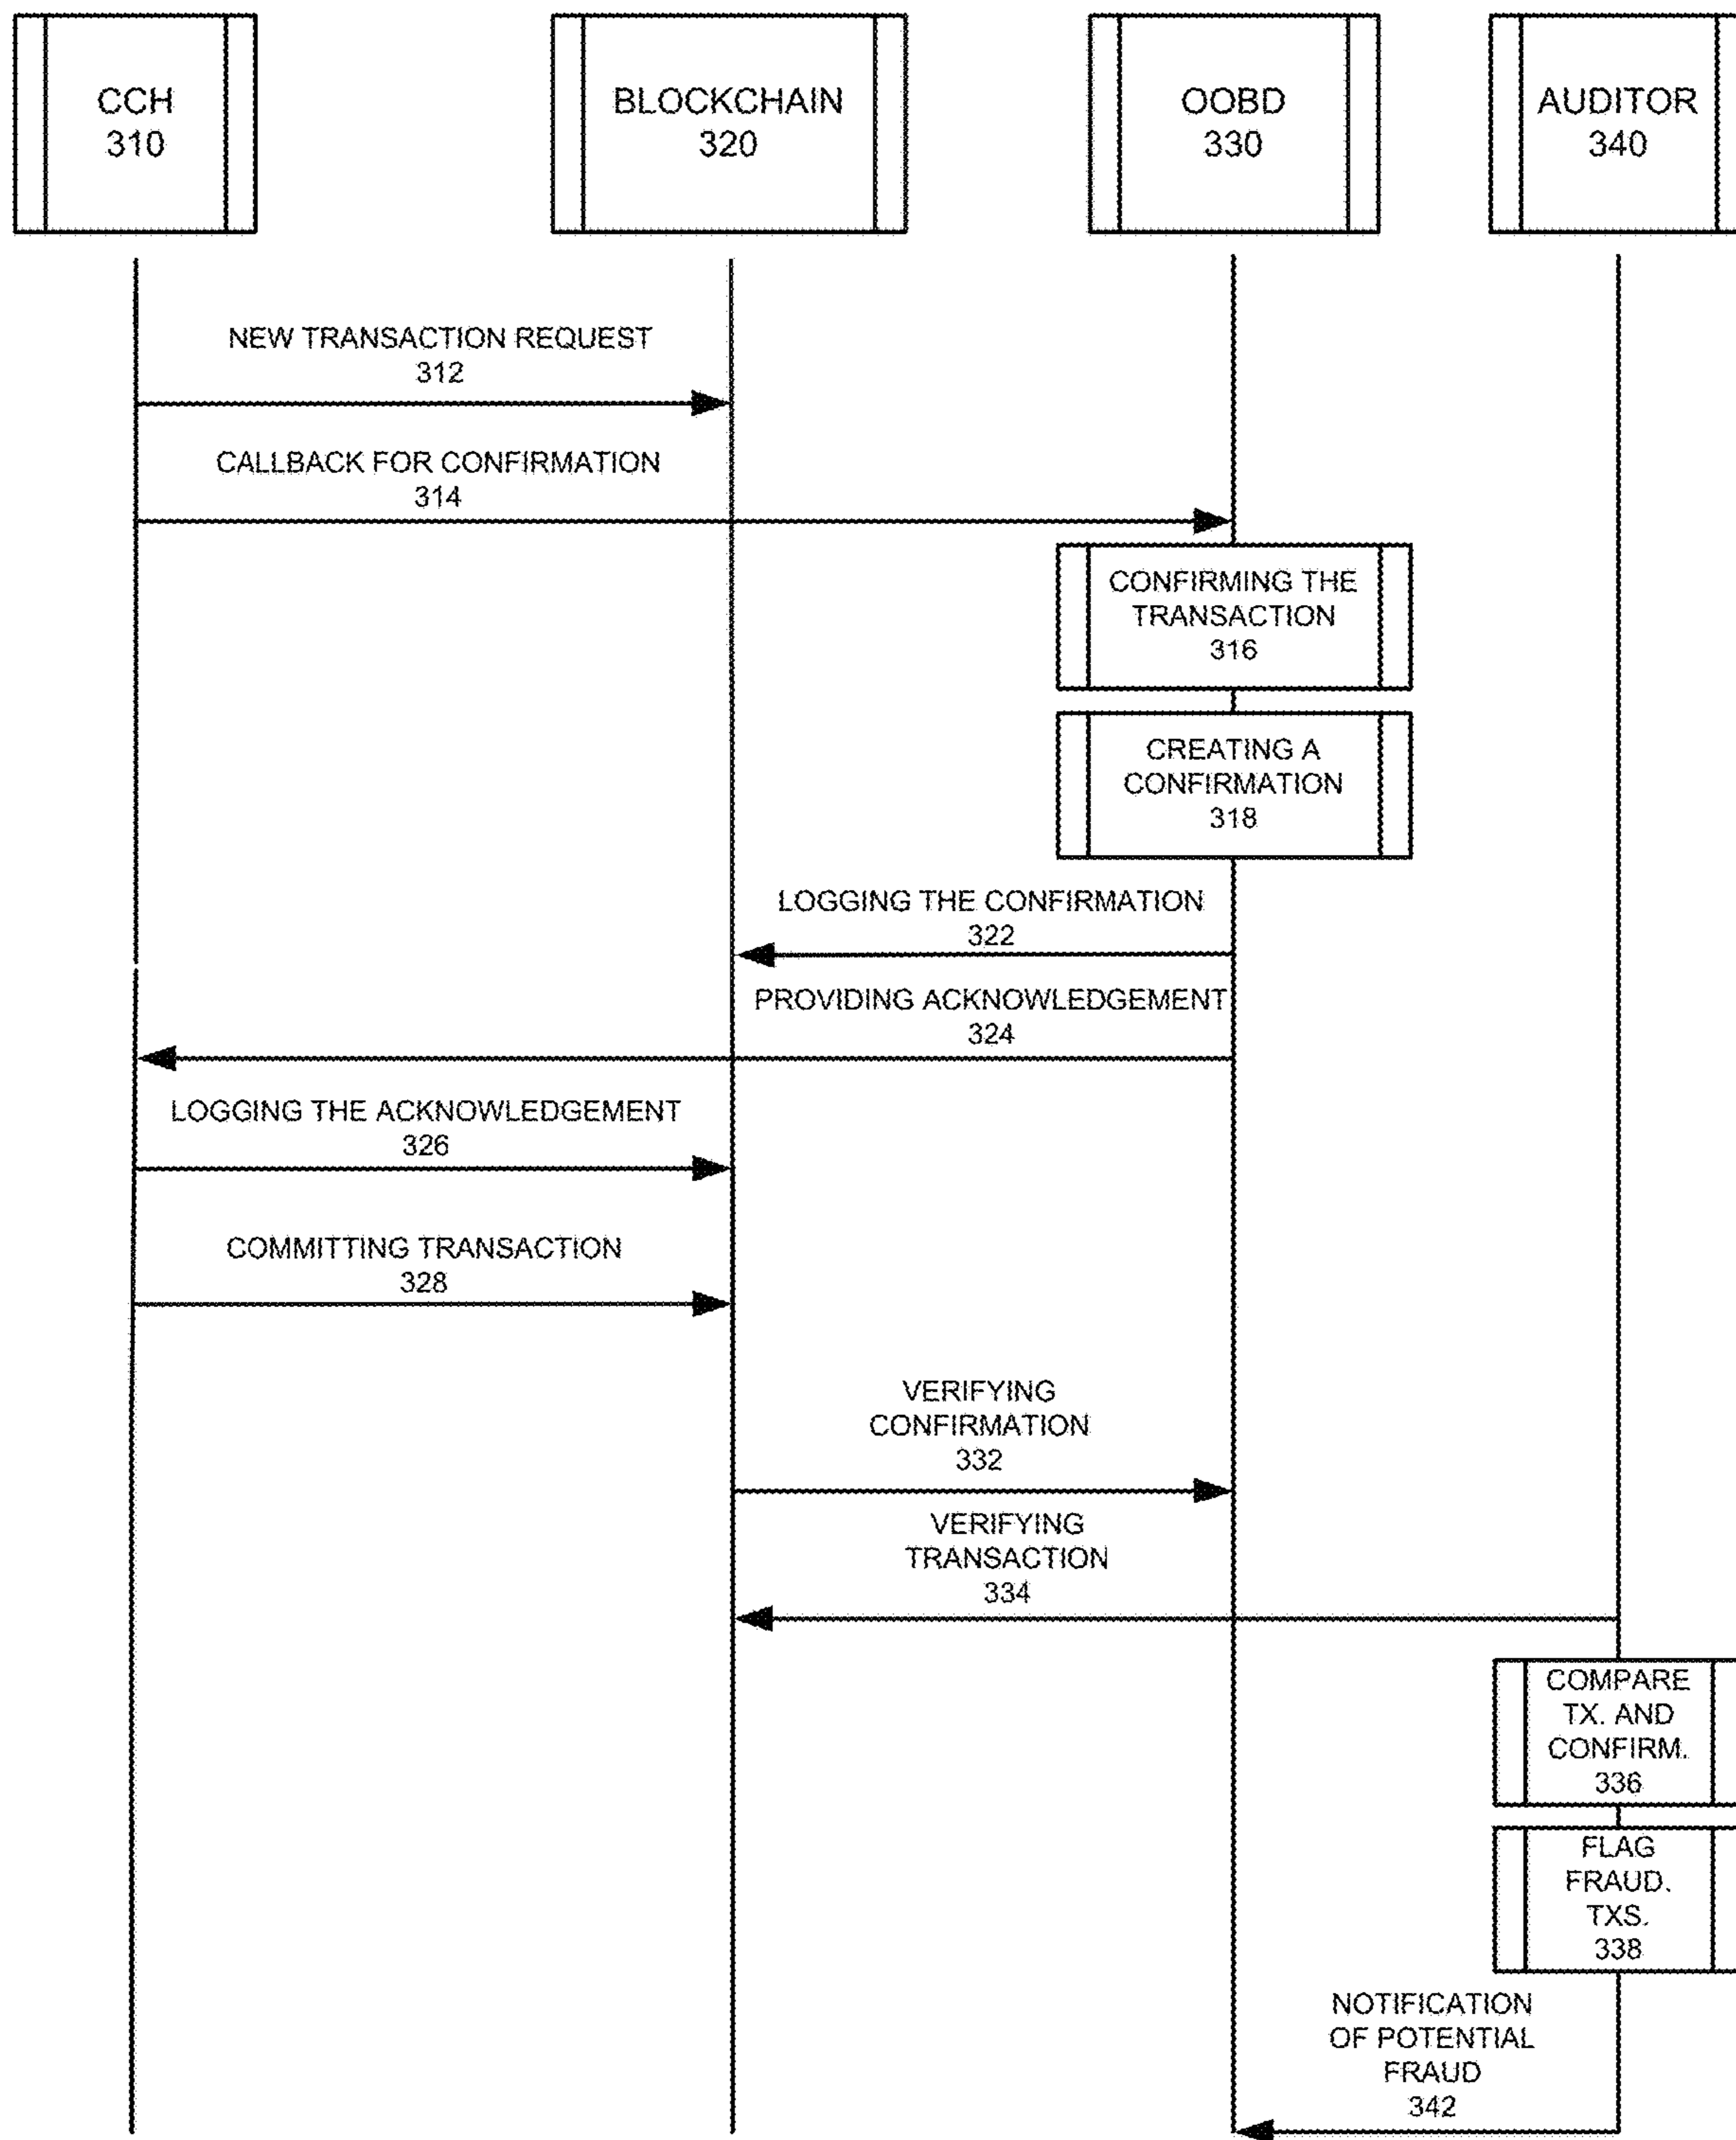 CCH
310
BLOCKCHAIN
320
OOBD
330
AUDITOR
340
NEW TRANSACTION REQUEST
312
CALLBACK FOR CONFIRMATION
314
CONFIRMING THE
TRANSACTION
316
CREATING A
CONFIRMATION
318
LOGGING THE CONFIRMATION
322
PROVIDING ACKNOWLEDGEMENT
324
LOGGING THE ACKNOWLEDGEMENT
326
COMMITTING TRANSACTION
328
VERIFYING
CONFIRMATION
332
VERIFYING
TRANSACTION
334
COMPARE
TX. AND
CONFIRM.
336
FLAG
FRAUD.
TXS.
338
NOTIFICATION
OF POTENTIAL
FRAUD
342